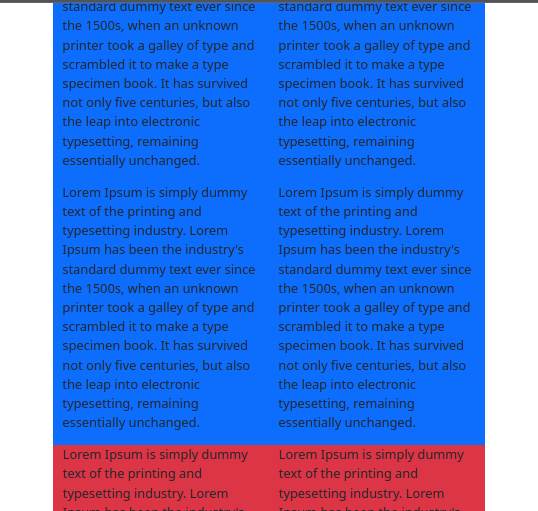 standard dummy text ever since
the 1500s, when an unknown
printer took a galley of type and
scrambled it to make a type
specimen book. It has survived
not only five centuries, but also
the leap into electronic
typesetting, remaining
essentially unchanged.
Lorem Ipsum is simply dummy
text of the printing and
typesetting industry. Lorem
Ipsum has been the industry's
standard dummy text ever since
the 1500s, when an unknown
printer took a galley of type and
scrambled it to make a type
specimen book. It has survived
not only five centuries, but also
the leap into electronic
typesetting, remaining
essentially unchanged.
standard dummy text ever since
the 1500s, when an unknown
printer took a galley of type and
scrambled it to make a type
specimen book. It has survived
not only five centuries, but also
the leap into electronic
typesetting, remaining
essentially unchanged.
Lorem Ipsum is simply dummy
text of the printing and
typesetting industry. Lorem
Ipsum has been the industry's
standard dummy text ever since
the 1500s, when an unknown
printer took a galley of type and
scrambled it to make a type
specimen book. It has survived
not only five centuries, but also
the leap into electronic
typesetting, remaining
essentially unchanged.
Lorem Ipsum is simply dummy
text of the printing and
typesetting industry. Lorem
Ipsum has been the industry's
Lorem Ipsum is simply dummy
text of the printing and
typesetting industry. Lorem
Ipsum has been the industry's